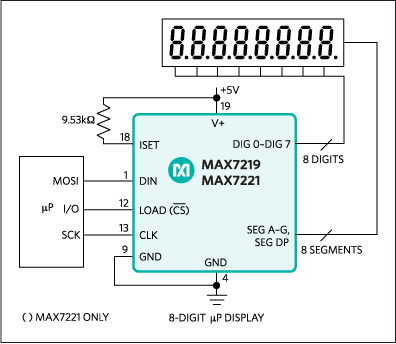 8.8.8.8.8.8.8.8.
+5V
19
9.53kΩ
V+
18
ISET
DIG 0–DIG 7
8 DIGITS
MAX7219
MAX7221
MOSI
1
DIN
µP
I/O
12
LOAD (C̅S̅)
SCK
13
CLK
SEG A–G,
SEG DP
8 SEGMENTS
9
GND
GND
4
( ) MAX7221 ONLY
8-DIGIT µP DISPLAY